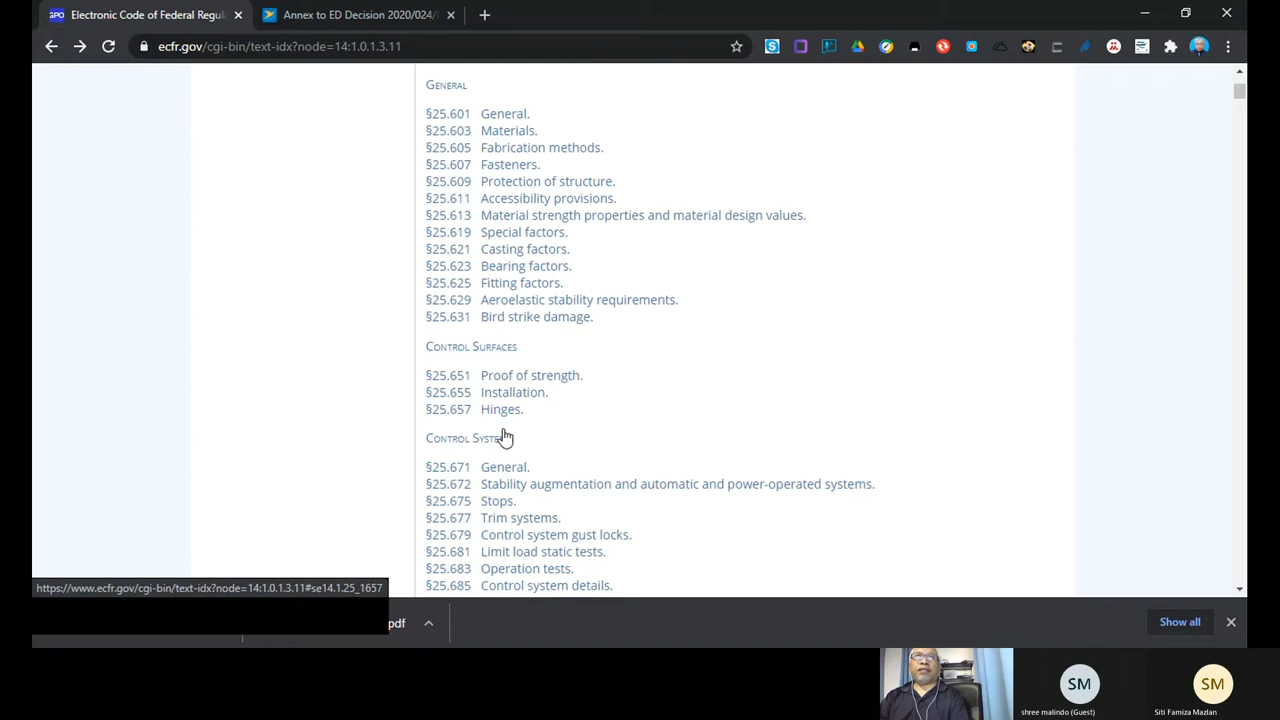 Electronic Code of Federal Regula
Annex to ED Decision 2020/024/
ecfr.gov/cgi-bin/text-idx?node=14:1.0.1.3.11
General
§25.601 General.
§25.603 Materials.
§25.605 Fabrication methods.
§25.607 Fasteners.
§25.609 Protection of structure.
§25.611 Accessibility provisions.
§25.613 Material strength properties and material design values.
§25.619 Special factors.
§25.621 Casting factors.
§25.623 Bearing factors.
§25.625 Fitting factors.
§25.629 Aeroelastic stability requirements.
§25.631 Bird strike damage.
Control Surfaces
§25.651 Proof of strength.
§25.655 Installation.
§25.657 Hinges.
Control Syste
§25.671 General.
§25.672 Stability augmentation and automatic and power-operated systems.
§25.675 Stops.
§25.677 Trim systems.
§25.679 Control system gust locks.
§25.681 Limit load static tests.
§25.683 Operation tests.
§25.685 Control system details.
https://www.ecfr.gov/cgi-bin/text-idx?node=14:1.0.1.3.11#se14.1.25_1657
pdf
Show all
SM
SM
shree malindo (Guest)
Siti Famiza Mazlan